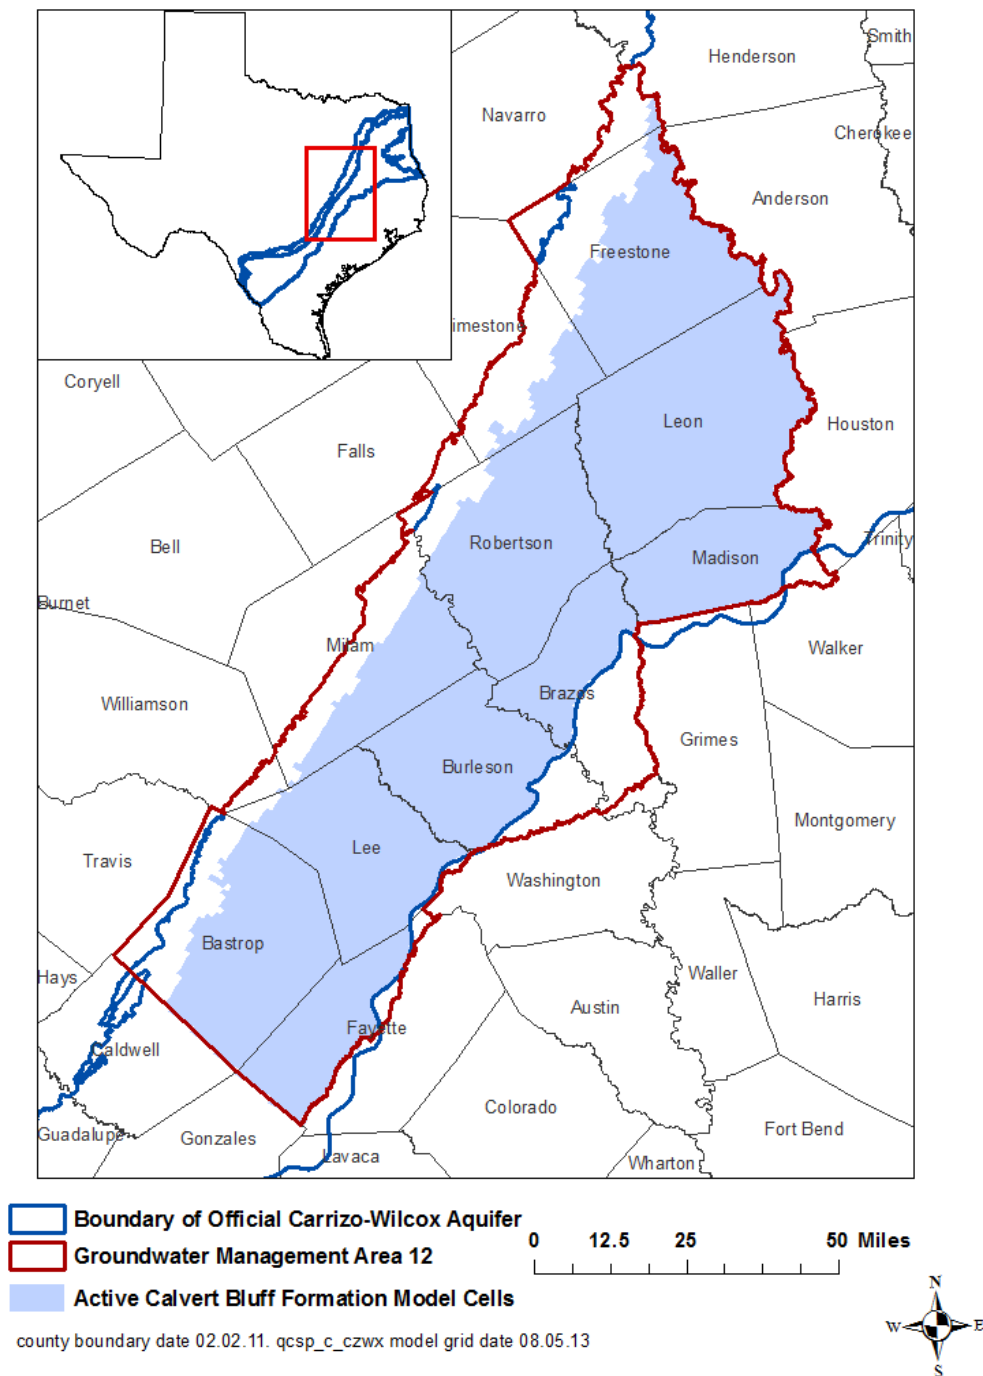 Smith
Henderson
Navarro
Cherokee
Anderson
Freestone
imestone
Coryell
Leon
Houston
Falls
Bell
Robertson
Madison
Trinity
Burnet
Milam
Walker
Williamson
Brazos
Grimes
Burleson
Montgomery
Travis
Lee
Washington
Bastrop
Hays
Waller
Harris
Austin
Fayette
Caldwell
Colorado
Guadalupe
Gonzales
Fort Bend
Lavaca
Wharton
Boundary of Official Carrizo-Wilcox Aquifer
Groundwater Management Area 12
Active Calvert Bluff Formation Model Cells
0 12.5 25 50 Miles
county boundary date 02.02.11. qcsp_c_czwx model grid date 08.05.13
N
W E
S